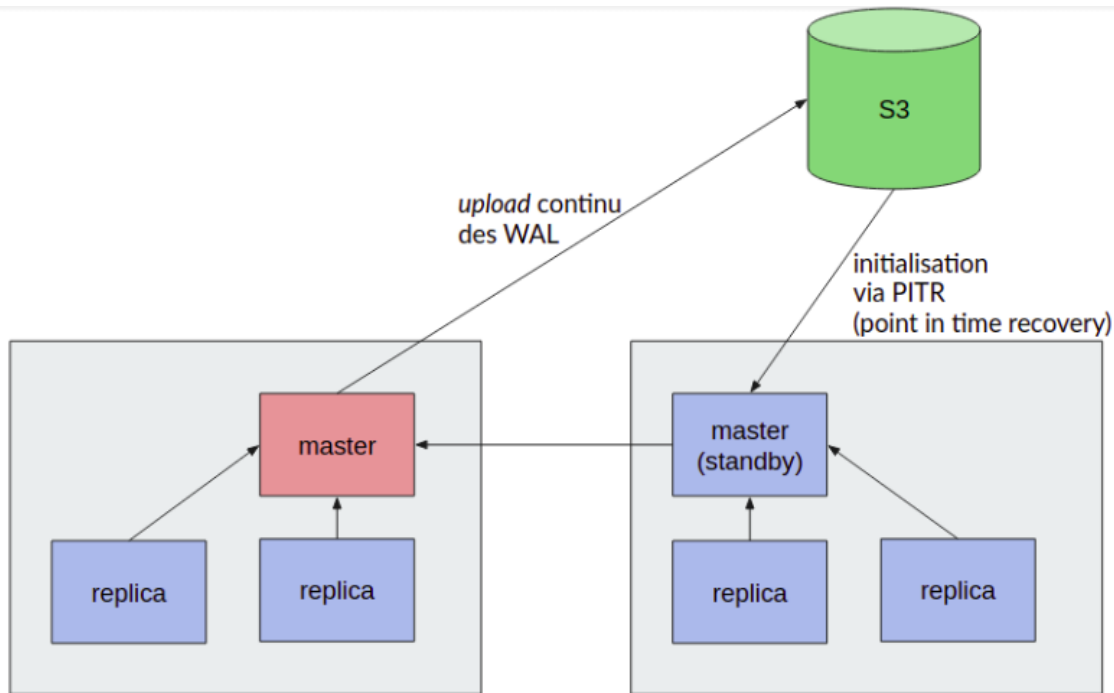 S3
upload continu
des WAL
initialisation
via PITR
(point in time recovery)
master
master
(standby)
replica
replica
replica
replica